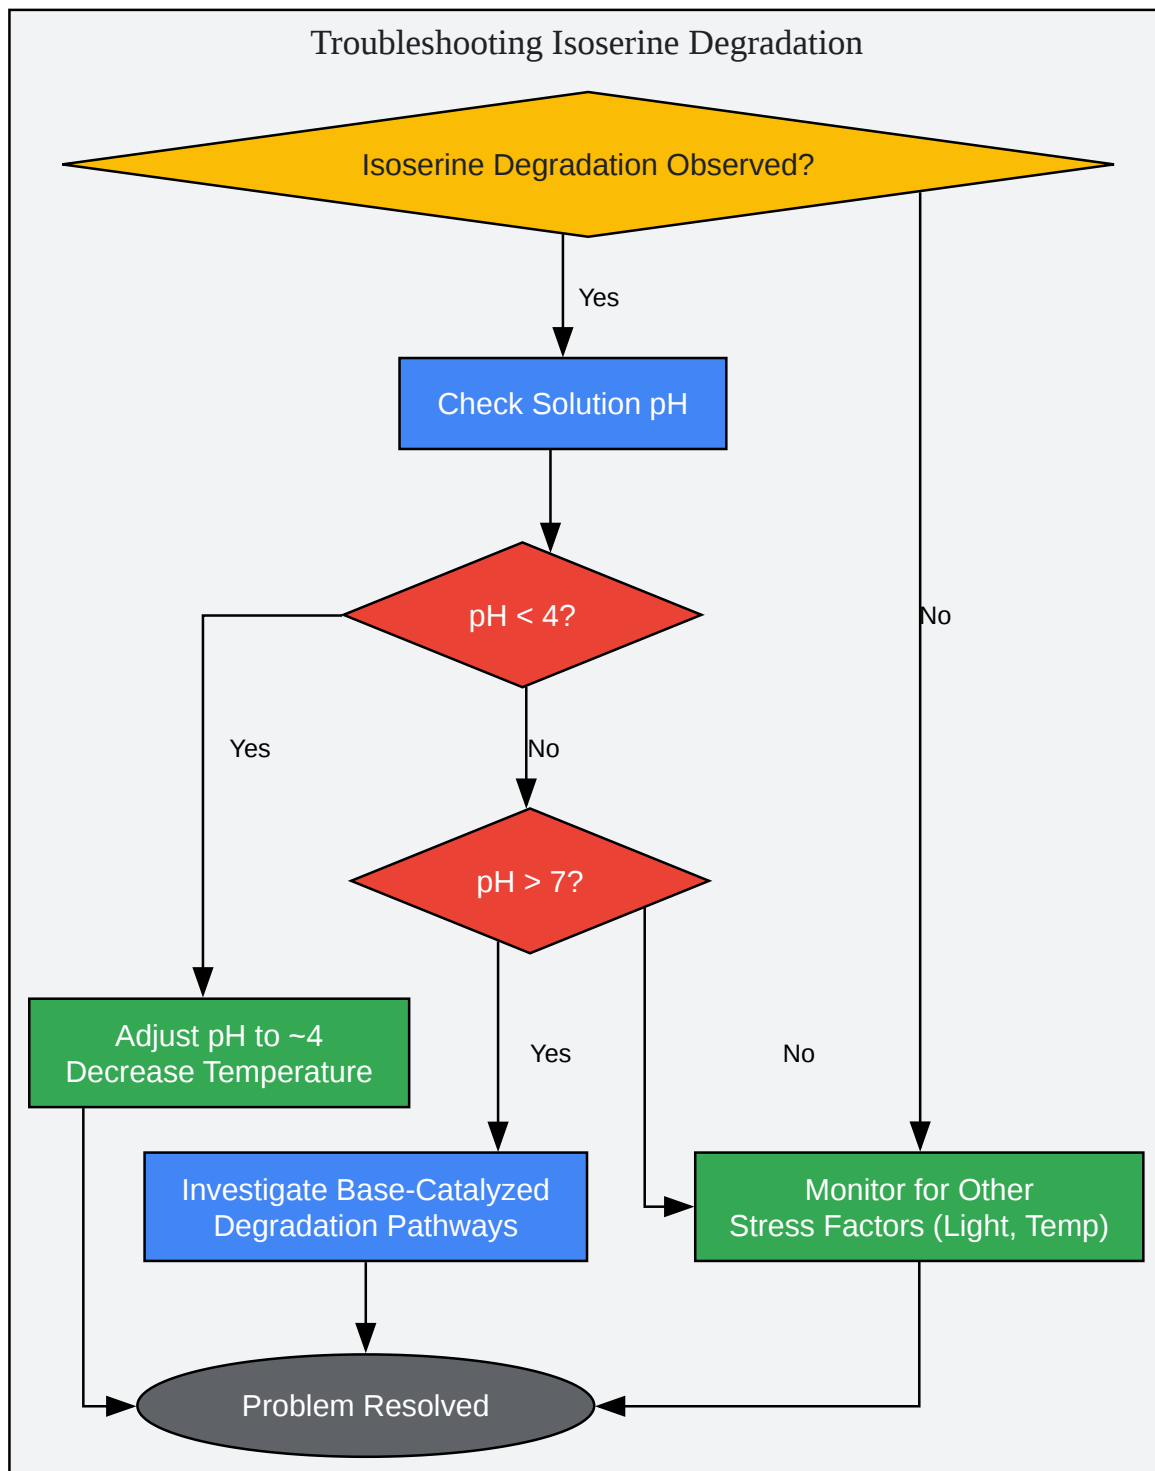 Troubleshooting Isoserine Degradation
Isoserine Degradation Observed?
Yes
Check Solution pH
pH < 4?
No
Yes
No
pH > 7?
Adjust pH to ~4
Decrease Temperature
Yes
No
Investigate Base-Catalyzed
Degradation Pathways
Monitor for Other
Stress Factors (Light, Temp)
Problem Resolved